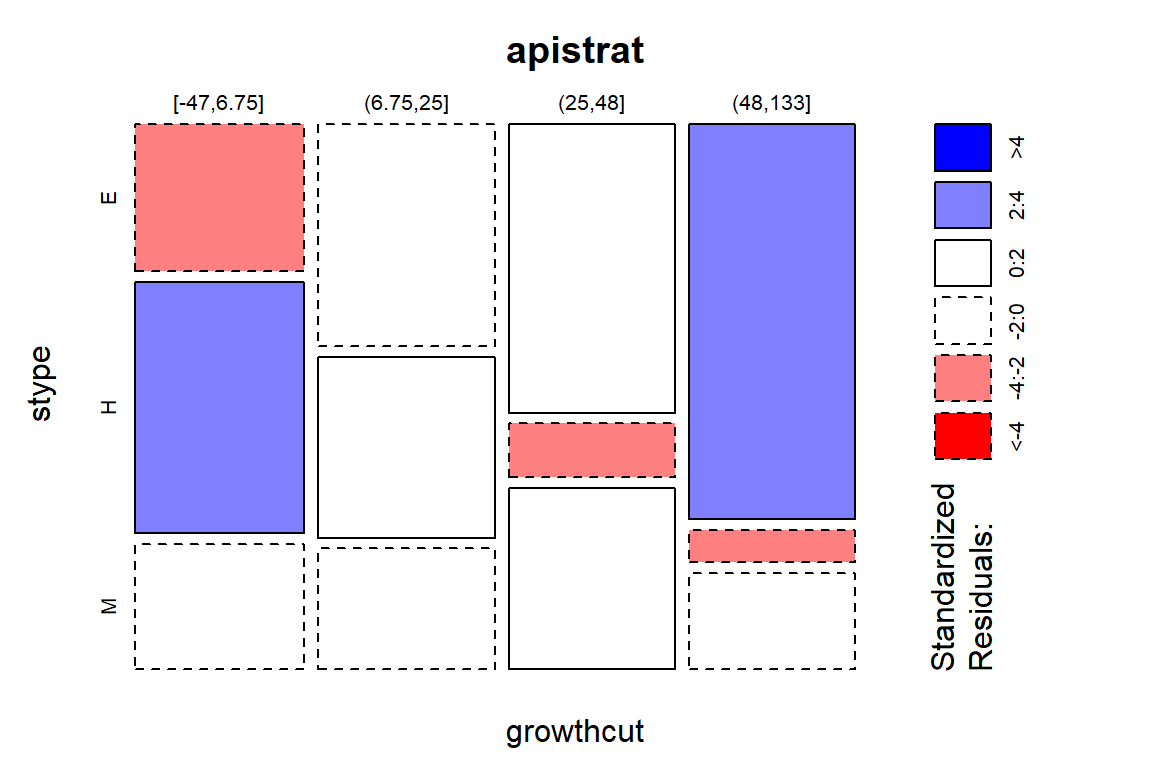 apistrat
[-47,6.75]
(6.75,25]
(25,48]
(48,133]
E
H
M
stype
growthcut
>4
2:4
0:2
-2:0
-4:-2
<-4
Standardized
Residuals: